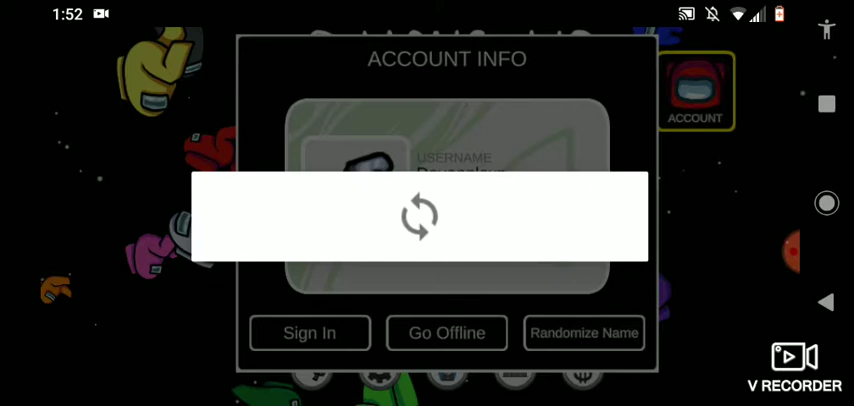 1:52
ACCOUNT INFO
ACCOUNT
USERNAME
Sign In
Go Offline
Randomize Name
V RECORDER